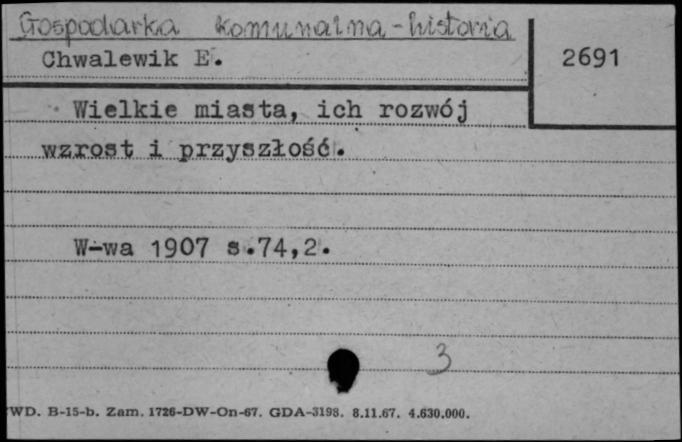 Gospodarka komunalna - historia
Chwalewik E.
2691
Wielkie miasta, ich rozwój
wzrost i przyszłość.
W-wa 1907 s.74,2.
3
WD. B-15-b. Zam. 1726-DW-On-67. GDA-3198. 8.11.67. 4.630.000.